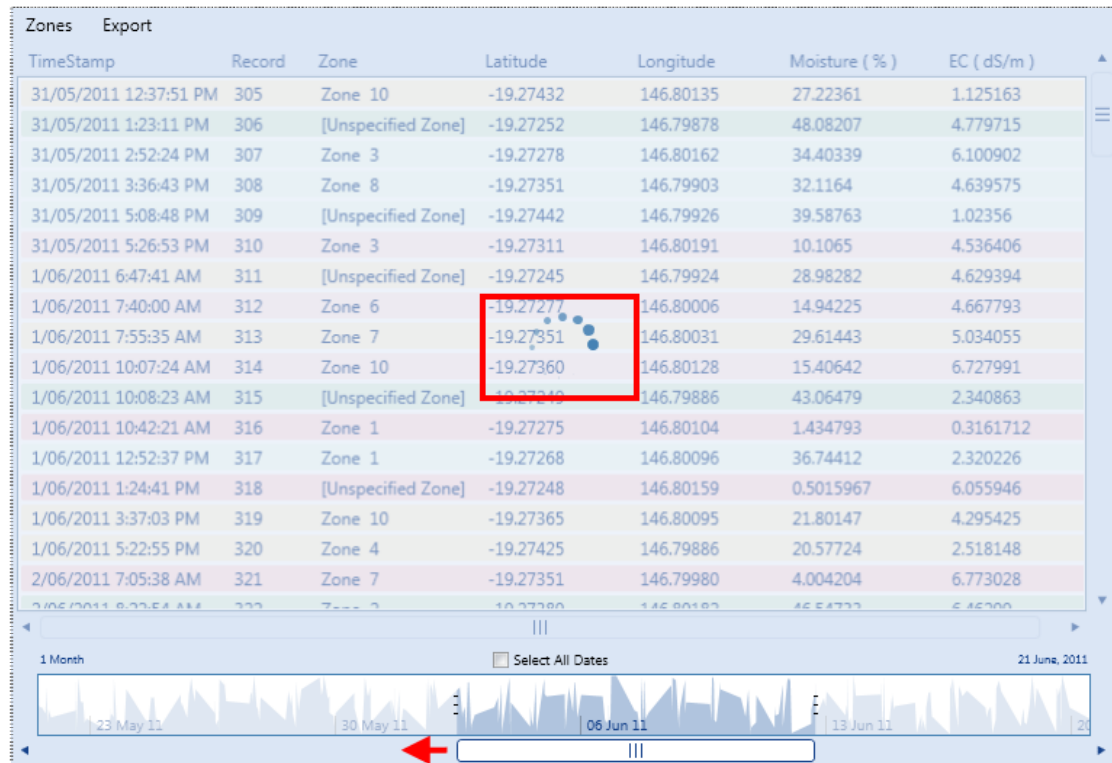 Zones Export
TimeStamp Record Zone Latitude Longitude Moisture ( % ) EC ( dS/m )
31/05/2011 12:37:51 PM 305 Zone 10 -19.27432 146.80135 27.22361 1.125163
31/05/2011 1:23:11 PM 306 [Unspecified Zone] -19.27252 146.79878 48.08207 4.779715
31/05/2011 2:52:24 PM 307 Zone 3 -19.27278 146.80162 34.40339 6.100902
31/05/2011 3:36:43 PM 308 Zone 8 -19.27351 146.79903 32.1164 4.639575
31/05/2011 5:08:48 PM 309 [Unspecified Zone] -19.27442 146.79926 39.58763 1.02356
31/05/2011 5:26:53 PM 310 Zone 3 -19.27311 146.80191 10.1065 4.536406
1/06/2011 6:47:41 AM 311 [Unspecified Zone] -19.27245 146.79924 28.98282 4.629394
1/06/2011 7:40:00 AM 312 Zone 6 -19.27277 146.80006 14.94225 4.667793
1/06/2011 7:55:35 AM 313 Zone 7 -19.27351 146.80031 29.61443 5.034055
1/06/2011 10:07:24 AM 314 Zone 10 -19.27360 146.80128 15.40642 6.727991
1/06/2011 10:08:23 AM 315 [Unspecified Zone] -19.27249 146.79886 43.06479 2.340863
1/06/2011 10:42:21 AM 316 Zone 1 -19.27275 146.80104 1.434793 0.3161712
1/06/2011 12:52:37 PM 317 Zone 1 -19.27268 146.80096 36.74412 2.320226
1/06/2011 1:24:41 PM 318 [Unspecified Zone] -19.27248 146.80159 0.5015967 6.055946
1/06/2011 3:37:03 PM 319 Zone 10 -19.27365 146.80095 21.80147 4.295425
1/06/2011 5:22:55 PM 320 Zone 4 -19.27425 146.79886 20.57724 2.518148
2/06/2011 7:05:38 AM 321 Zone 7 -19.27351 146.79980 4.004204 6.773028
1 Month Select All Dates 21 June, 2011
23 May 11 30 May 11 06 Jun 11 13 Jun 11 20